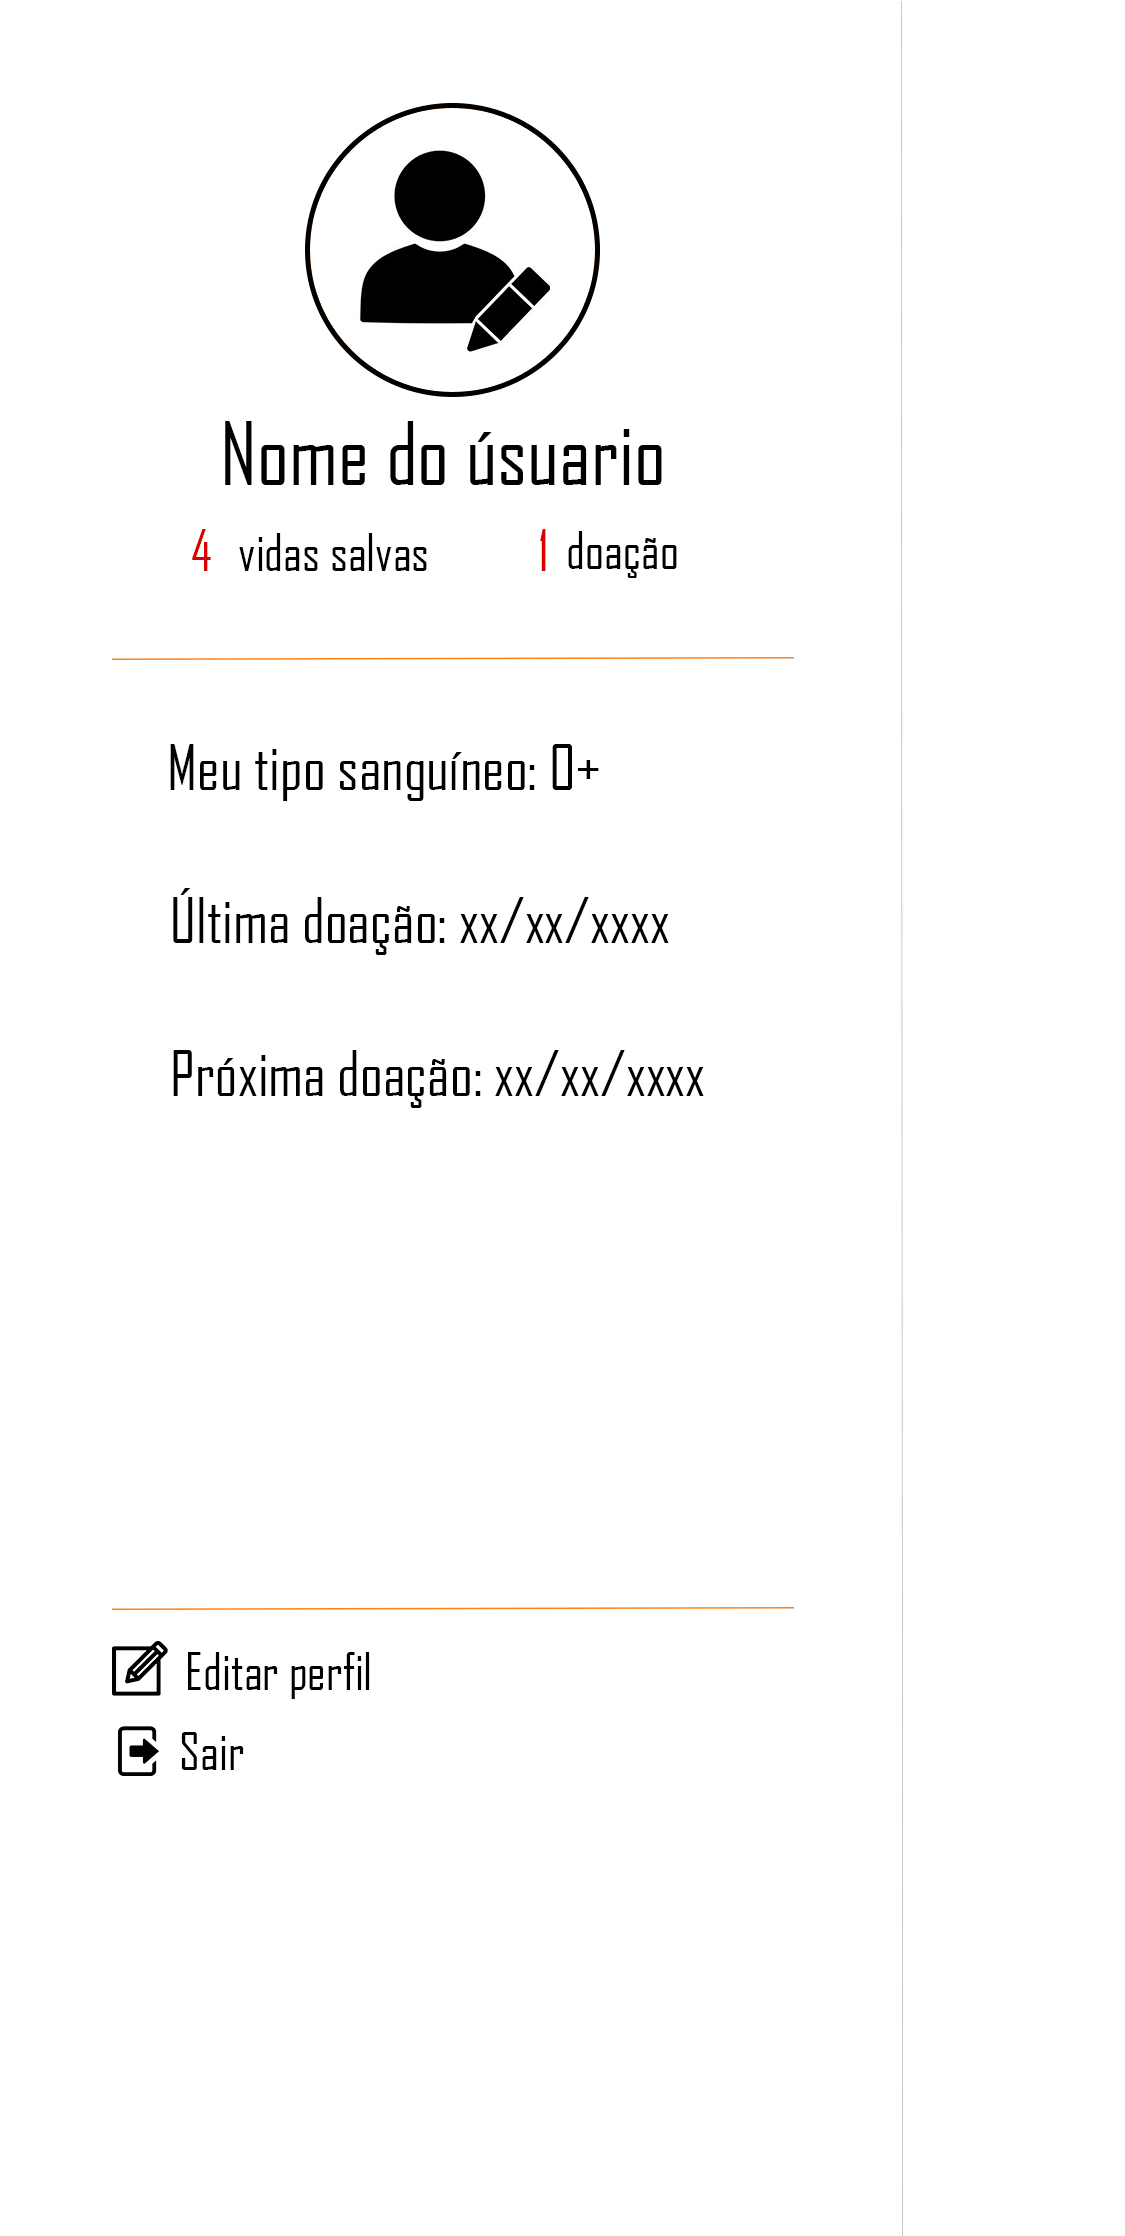 Nome do úsuario
4 vidas salvas 1 doação
Meu tipo sanguíneo: O+
Última doação: xx/xx/xxxx
Próxima doação: xx/xx/xxxx
Editar perfil
Sair